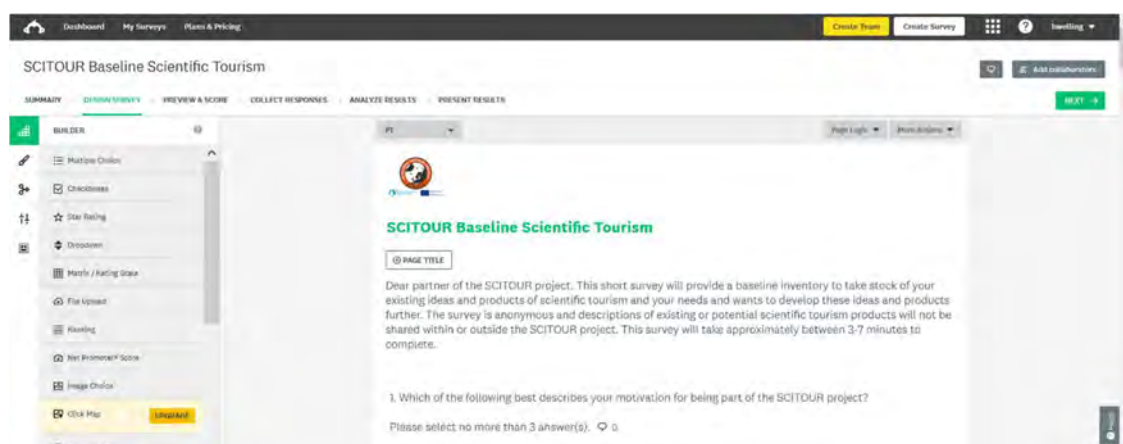 Dashboard My Surveys Plans & Pricing Create Team Create Survey hwelling
SCITOUR Baseline Scientific Tourism Add collaborators
SUMMARY DESIGN SURVEY PREVIEW & SCORE COLLECT RESPONSES ANALYZE RESULTS PRESENT RESULTS NEXT
BUILDER P1 Page Logic More Actions
Multiple Choice
Checkboxes
Star Rating
Dropdown
Matrix / Rating Scale
File Upload
Ranking
Net Promoter® Score
Image Choice
Click Map UPGRADE
SCITOUR Baseline Scientific Tourism
PAGE TITLE
Dear partner of the SCITOUR project. This short survey will provide a baseline inventory to take stock of your
existing ideas and products of scientific tourism and your needs and wants to develop these ideas and products
further. The survey is anonymous and descriptions of existing or potential scientific tourism products will not be
shared within or outside the SCITOUR project. This survey will take approximately between 3-7 minutes to
complete.
1. Which of the following best describes your motivation for being part of the SCITOUR project?
Please select no more than 3 answer(s). 0